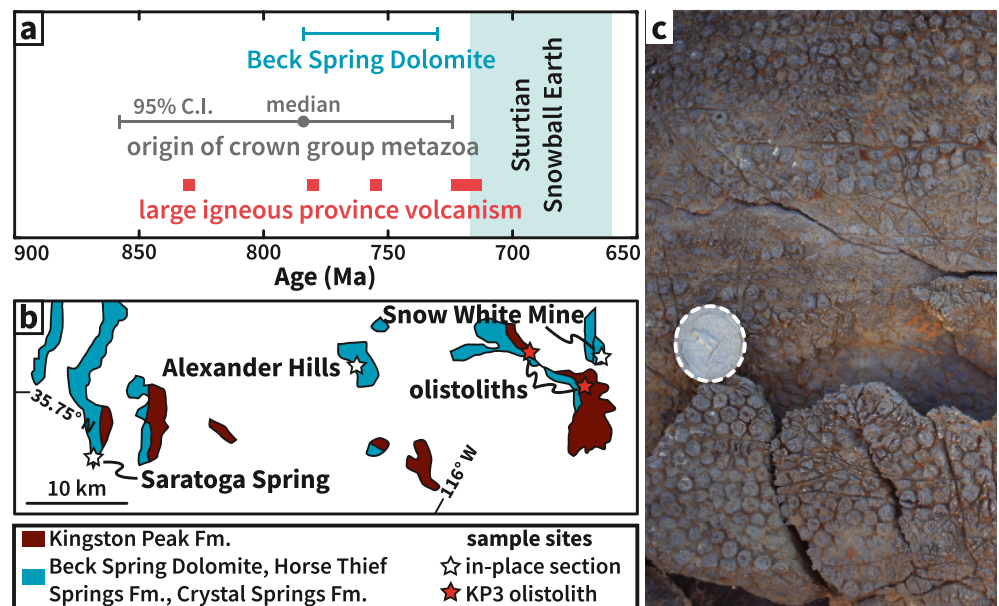 a
Beck Spring Dolomite
95% C.I.
median
origin of crown group metazoa
large igneous province volcanism
Sturtian
Snowball Earth
900
850
800
750
700
650
Age (Ma)
b
Snow White Mine
Alexander Hills
olistoliths
35.75° N
Saratoga Spring
10 km
116° W
Kingston Peak Fm.
Beck Spring Dolomite, Horse Thief
Springs Fm., Crystal Springs Fm.
sample sites
in-place section
KP3 olistolith
c